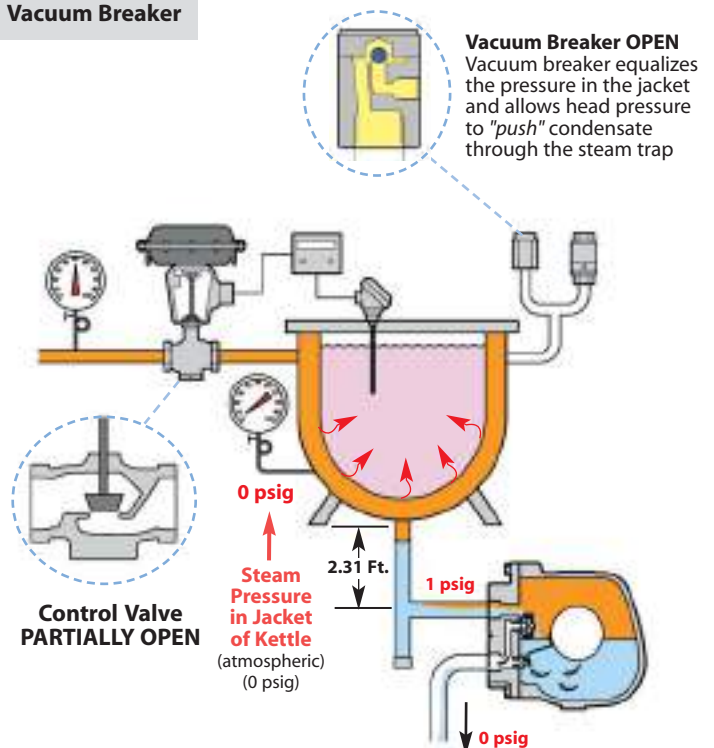 Vacuum Breaker
Vacuum Breaker OPEN
Vacuum breaker equalizes
the pressure in the jacket
and allows head pressure
to "push" condensate
through the steam trap
0 psig
Steam
Pressure
in Jacket
of Kettle
(atmospheric)
(0 psig)
2.31 Ft.
1 psig
Control Valve
PARTIALLY OPEN
0 psig